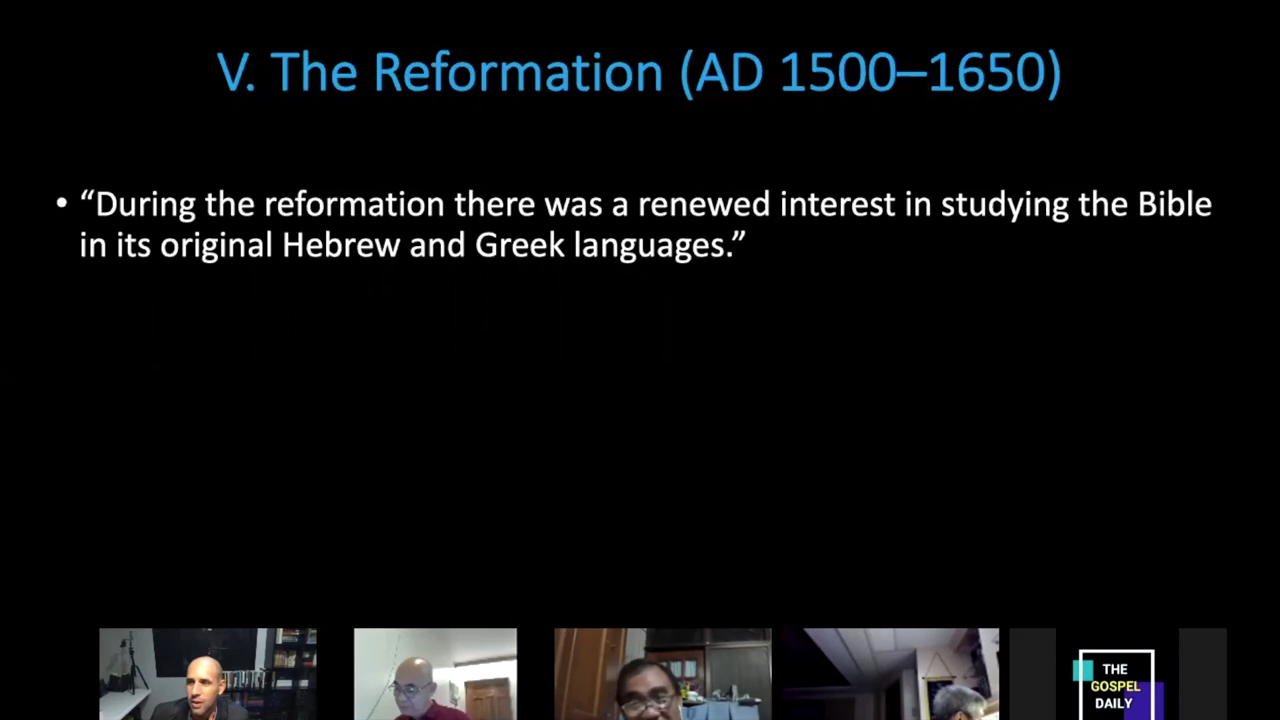 V. The Reformation (AD 1500–1650)
• “During the reformation there was a renewed interest in studying the Bible
in its original Hebrew and Greek languages.”
THE
GOSPEL
DAILY